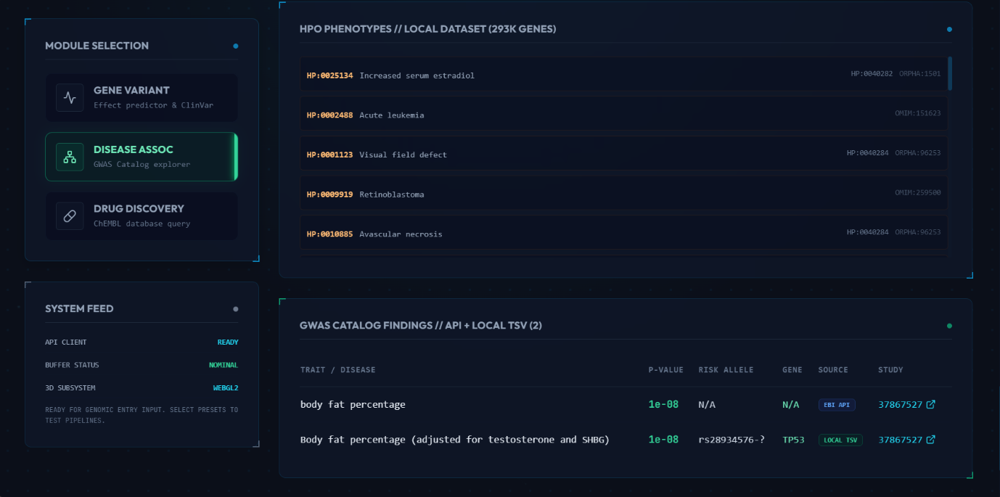 MODULE SELECTION
GENE VARIANT
Effect predictor & ClinVar
DISEASE ASSOC
GWAS Catalog explorer
DRUG DISCOVERY
ChEMBL database query
SYSTEM FEED
API CLIENT READY
BUFFER STATUS NOMINAL
3D SUBSYSTEM WEBGL2
READY FOR GENOMIC ENTRY INPUT. SELECT PRESETS TO
TEST PIPELINES.
HPO PHENOTYPES // LOCAL DATASET (293K GENES)
HP:0025134 Increased serum estradiol HP:0040282 ORPHA:1501
HP:0002488 Acute leukemia OMIM:151623
HP:0001123 Visual field defect HP:0040284 ORPHA:96253
HP:0009919 Retinoblastoma OMIM:259500
HP:0010885 Avascular necrosis HP:0040284 ORPHA:96253
GWAS CATALOG FINDINGS // API + LOCAL TSV (2)
TRAIT / DISEASE P-VALUE RISK ALLELE GENE SOURCE STUDY
body fat percentage 1e-08 N/A N/A EBI API 37867527
Body fat percentage (adjusted for testosterone and SHBG) 1e-08 rs28934576-? TP53 LOCAL TSV 37867527